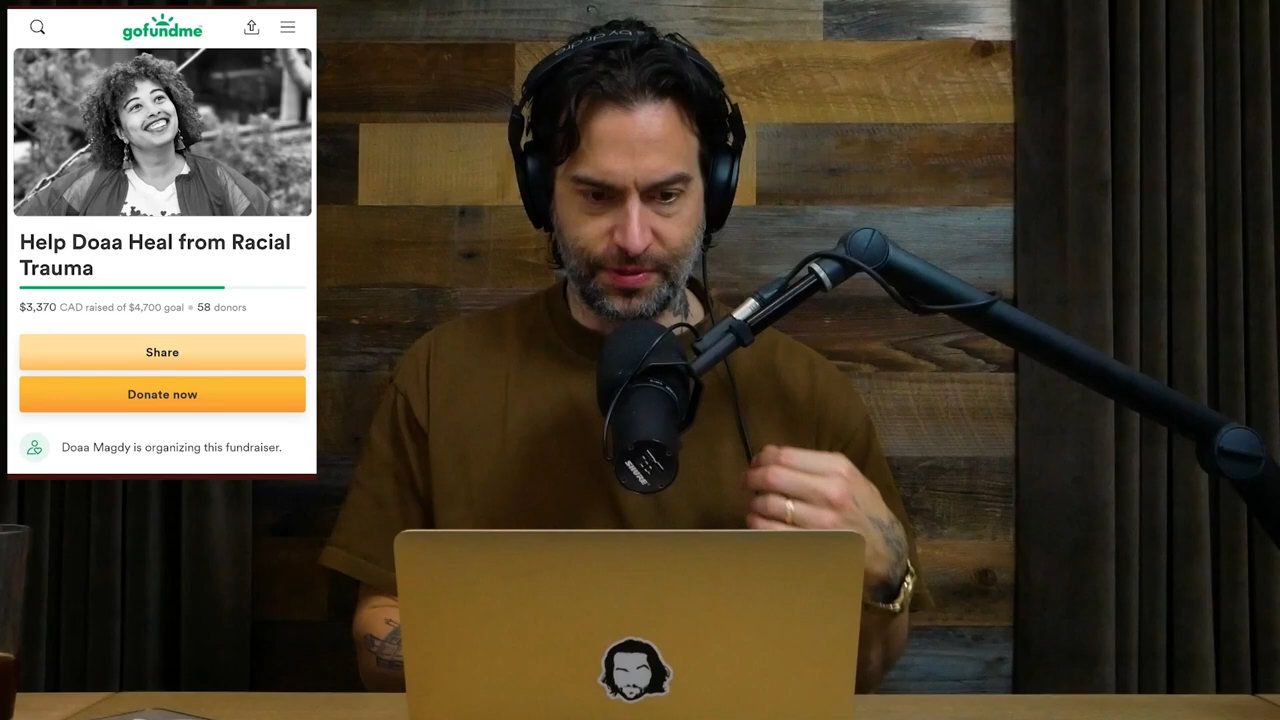 gofundme
Help Doaa Heal from Racial
Trauma
$3,370 CAD raised of $4,700 goal • 58 donors
Share
Donate now
Doaa Magdy is organizing this fundraiser.
SHURE